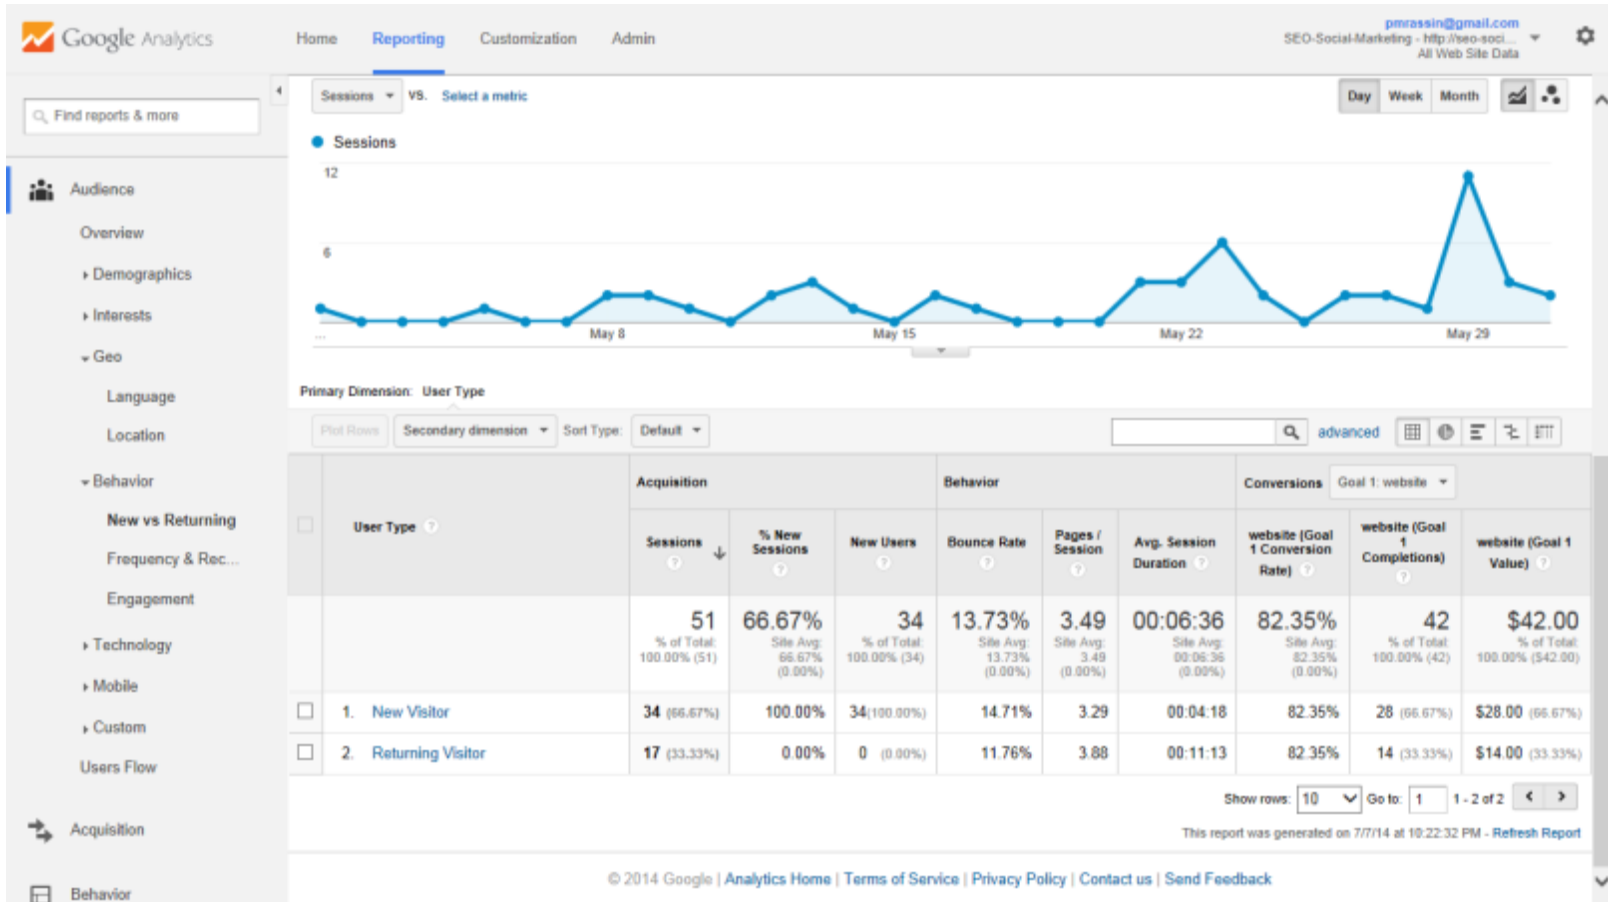 Google Analytics
Home Reporting Customization Admin
pmrassin@gmail.com
SEO-Social-Marketing - http://seo-soci...
All Web Site Data
Find reports & more
Audience
Overview
Demographics
Interests
Geo
Language
Location
Behavior
New vs Returning
Frequency & Rec...
Engagement
Technology
Mobile
Custom
Users Flow
Acquisition
Behavior
Sessions VS. Select a metric
Day Week Month
Sessions
12
6
... May 8 May 15 May 22 May 29
Primary Dimension: User Type
Plot Rows Secondary dimension Sort Type: Default advanced
Acquisition Behavior Conversions Goal 1: website
User Type ?
Sessions ?
% New Sessions ?
New Users ?
Bounce Rate ?
Pages / Session ?
Avg. Session Duration ?
website (Goal 1 Conversion Rate) ?
website (Goal 1 Completions) ?
website (Goal 1 Value) ?
51 66.67% 34 13.73% 3.49 00:06:36 82.35% 42 $42.00
% of Total: 100.00% (51)
Site Avg: 66.67% (0.00%)
% of Total: 100.00% (34)
Site Avg: 13.73% (0.00%)
Site Avg: 3.49 (0.00%)
Site Avg: 00:06:36 (0.00%)
Site Avg: 82.35% (0.00%)
% of Total: 100.00% (42)
% of Total: 100.00% ($42.00)
1. New Visitor 34 (66.67%) 100.00% 34(100.00%) 14.71% 3.29 00:04:18 82.35% 28 (66.67%) $28.00 (66.67%)
2. Returning Visitor 17 (33.33%) 0.00% 0 (0.00%) 11.76% 3.88 00:11:13 82.35% 14 (33.33%) $14.00 (33.33%)
Show rows: 10 Go to: 1 1 - 2 of 2
This report was generated on 7/7/14 at 10:22:32 PM - Refresh Report
© 2014 Google | Analytics Home | Terms of Service | Privacy Policy | Contact us | Send Feedback